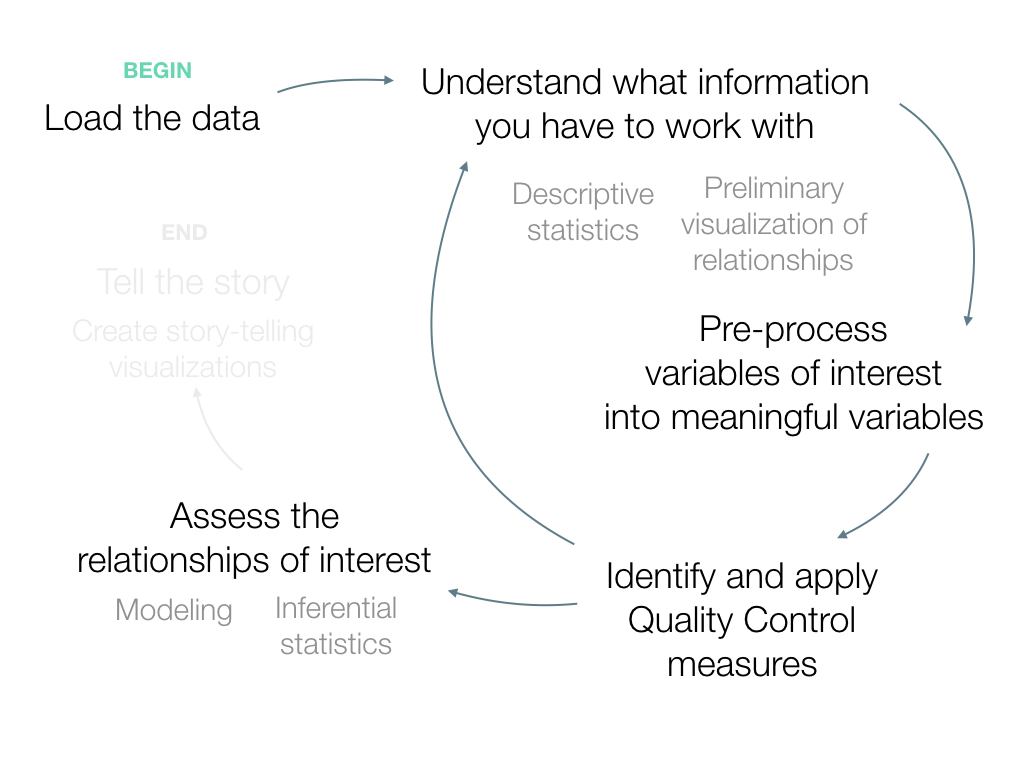 BEGIN
Load the data
Understand what information
you have to work with
Descriptive
statistics
Preliminary
visualization of
relationships
Pre-process
variables of interest
into meaningful variables
Identify and apply
Quality Control
measures
Assess the
relationships of interest
Modeling
Inferential
statistics
END
Tell the story
Create story-telling
visualizations